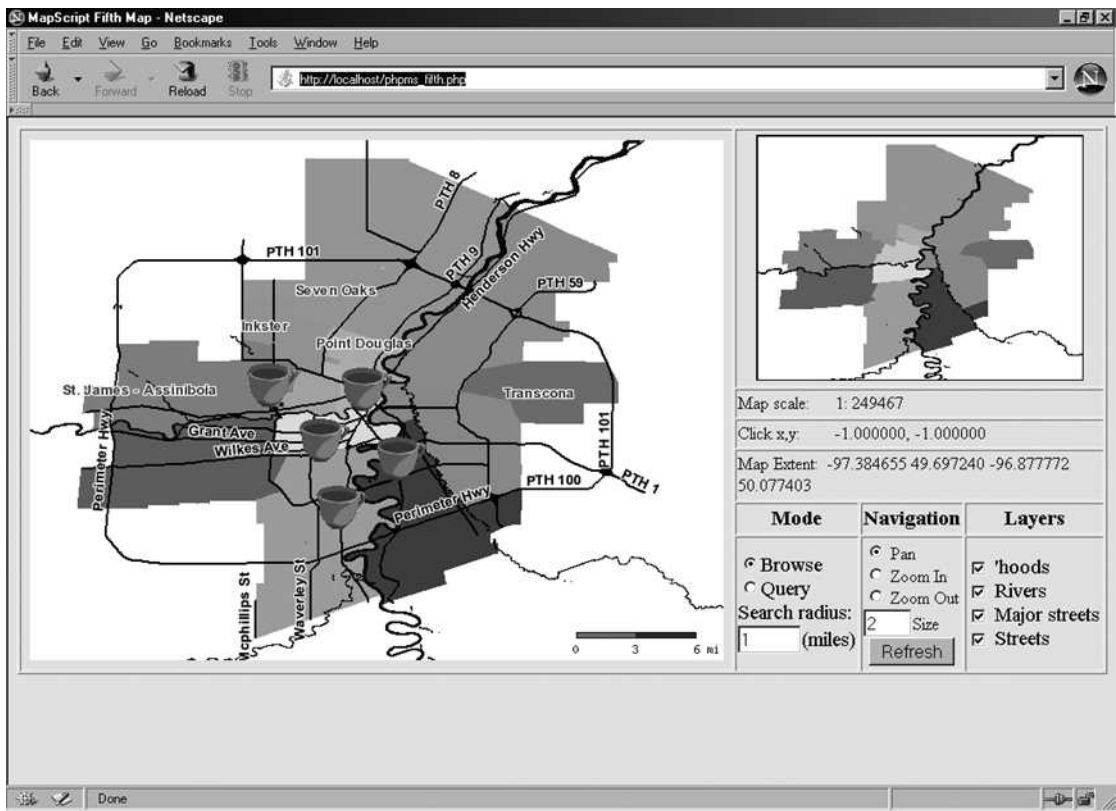 MapScript Fifth Map - Netscape
File Edit View Go Bookmarks Tools Window Help
Back Forward Reload Stop
http://localhost/phpms_fifth.php
PTH 8
PTH 101
PTH 9
Henderson Hwy
Seven Oaks
PTH 59
Inkster
Point Douglas
St. James - Assiniboia
Transcona
Grant Ave
Wilkes Ave
Perimeter Hwy
PTH 101
PTH 1
PTH 100
Perimeter Hwy
Mcphillips St
Waverley St
0 3 6 mi
Map scale: 1: 249467
Click x,y: -1.000000, -1.000000
Map Extent: -97.384655 49.697240 -96.877772
50.077403
Mode Navigation Layers
Browse
Query
Search radius:
1 (miles)
Pan
Zoom In
Zoom Out
2 Size
Refresh
'hoods
Rivers
Major streets
Streets
Done